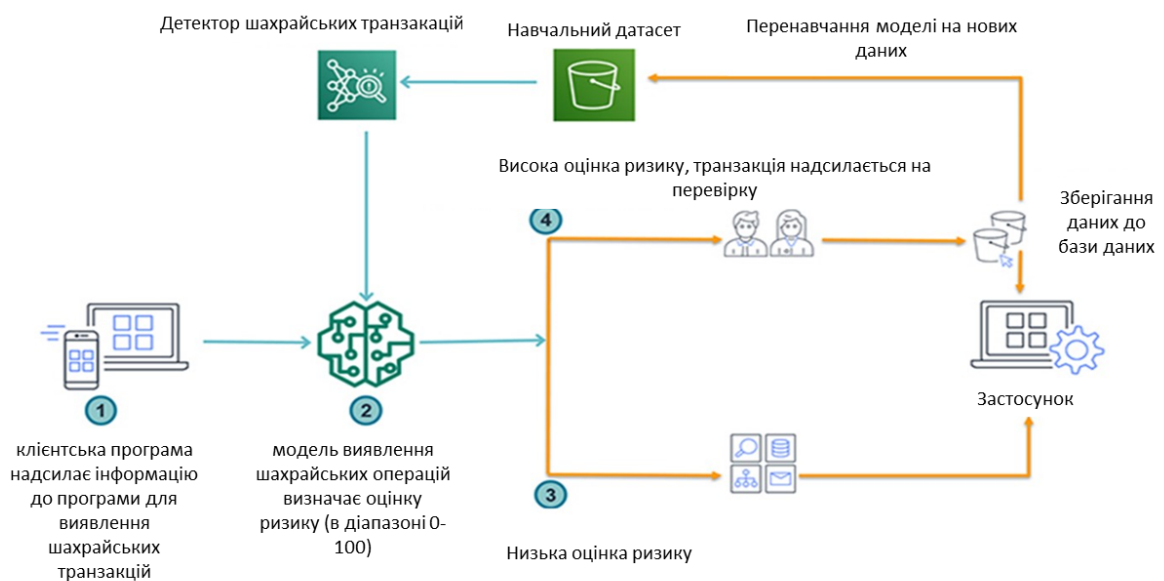 Детектор шахрайських транзакацій
Навчальний датасет
Перенавчання моделі на нових
даних
Висока оцінка ризику, транзакція надсилається на
перевірку
4
Зберігання
даних до
бази даних
1
клієнтська програма
надсилає інформацію
до програми для
виявлення
шахрайських
транзакцій
2
модель виявлення
шахрайських операцій
визначає оцінку
ризику (в діапазоні 0-
100)
3
Низька оцінка ризику
Застосунок